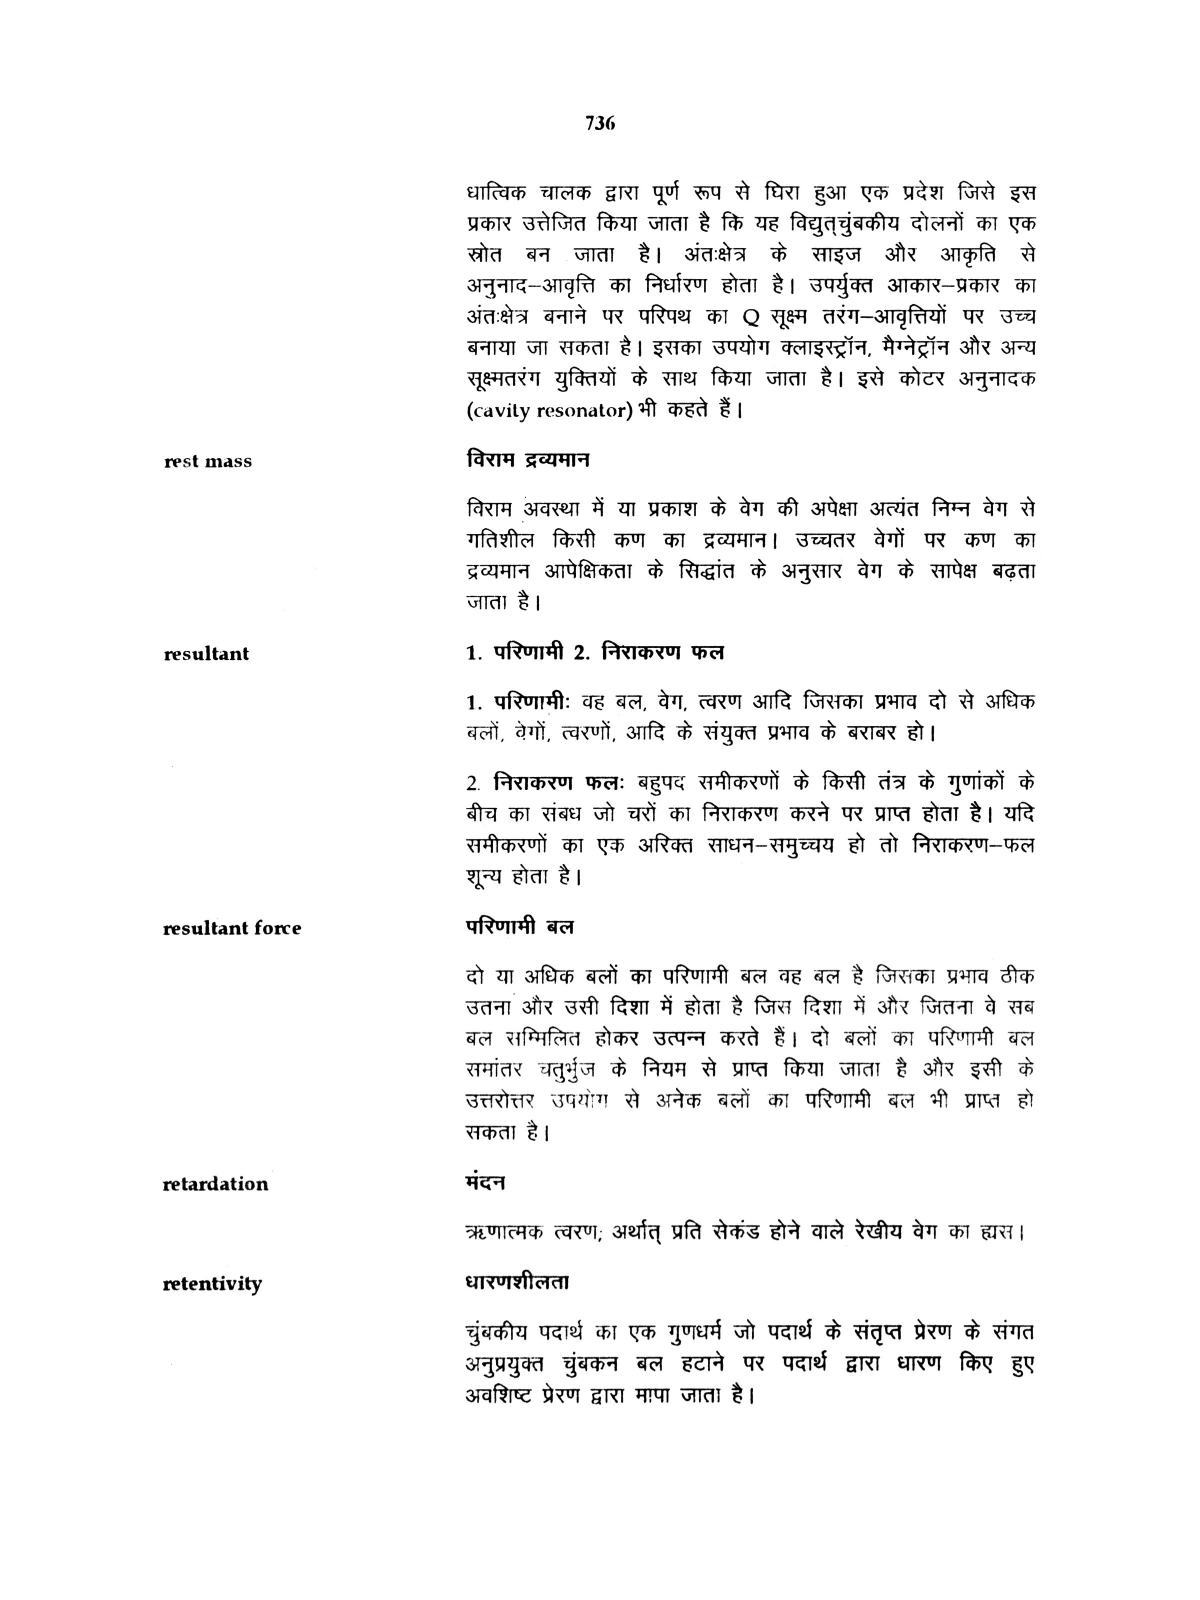 736
धात्विक चालक द्वारा पूर्ण रूप से घिरा हुआ एक प्रदेश जिसे इस
प्रकार उत्तेजित किया जाता है कि यह विद्युत्चुंबकीय दोलनों का एक
स्रोत बन जाता है। अंतःक्षेत्र के साइज और आकृति से
अनुनाद–आवृत्ति का निर्धारण होता है। उपर्युक्त आकार–प्रकार का
अंतःक्षेत्र बनाने पर परिपथ का Q सूक्ष्म तरंग–आवृत्तियों पर उच्च
बनाया जा सकता है। इसका उपयोग क्लाइस्ट्रॉन, मैग्नेट्रॉन और अन्य
सूक्ष्मतरंग युक्तियों के साथ किया जाता है। इसे कोटर अनुनादक
(cavity resonator) भी कहते हैं।
rest mass विराम द्रव्यमान
विराम अवस्था में या प्रकाश के वेग की अपेक्षा अत्यंत निम्न वेग से
गतिशील किसी कण का द्रव्यमान। उच्चतर वेगों पर कण का
द्रव्यमान आपेक्षिकता के सिद्धांत के अनुसार वेग के सापेक्ष बढ़ता
जाता है।
resultant 1. परिणामी 2. निराकरण फल
1. परिणामीः वह बल, वेग, त्वरण आदि जिसका प्रभाव दो से अधिक
बलों, वेगों, त्वरणों, आदि के संयुक्त प्रभाव के बराबर हो।
2. निराकरण फलः बहुपद समीकरणों के किसी तंत्र के गुणांकों के
बीच का संबध जो चरों का निराकरण करने पर प्राप्त होता है। यदि
समीकरणों का एक अरिक्त साधन–समुच्चय हो तो निराकरण–फल
शून्य होता है।
resultant force परिणामी बल
दो या अधिक बलों का परिणामी बल वह बल है जिसका प्रभाव ठीक
उतना और उसी दिशा में होता है जिस दिशा में और जितना वे सब
बल सम्मिलित होकर उत्पन्न करते हैं। दो बलों का परिणामी बल
समांतर चतुर्भुज के नियम से प्राप्त किया जाता है और इसी के
उत्तरोत्तर उपयोग से अनेक बलों का परिणामी बल भी प्राप्त हो
सकता है।
retardation मंदन
ऋणात्मक त्वरण; अर्थात् प्रति सेकंड होने वाले रेखीय वेग का ह्यस।
retentivity धारणशीलता
चुंबकीय पदार्थ का एक गुणधर्म जो पदार्थ के संतृप्त प्रेरण के संगत
अनुप्रयुक्त चुंबकन बल हटाने पर पदार्थ द्वारा धारण किए हुए
अवशिष्ट प्रेरण द्वारा मापा जाता है।